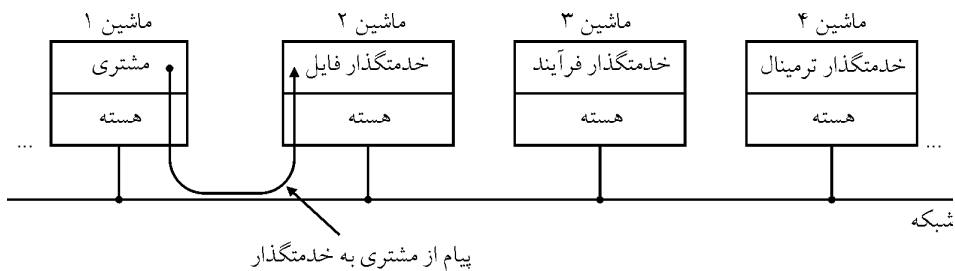 ماشین ۱
ماشین ۲
ماشین ۳
ماشین ۴
مشتری
خدمتگذار فایل
خدمتگذار فرآیند
خدمتگذار ترمینال
هسته
هسته
هسته
هسته
...
...
شبکه
پیام از مشتری به خدمتگذار